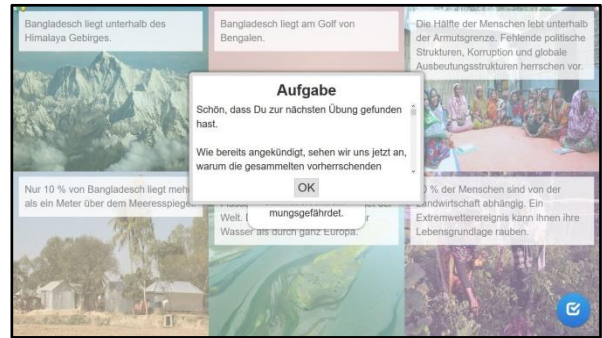 Bangladesch liegt unterhalb des
Himalaya Gebirges.
Bangladesch liegt am Golf von
Bengalen.
Die Hälfte der Menschen lebt unterhalb
der Armutsgrenze. Fehlende politische
Strukturen, Korruption und globale
Ausbeutungsstrukturen herrschen vor.
Aufgabe
Schön, dass Du zur nächsten Übung gefunden
hast.
Wie bereits angekündigt, sehen wir uns jetzt an,
warum die gesammelten vorherrschenden
OK
Nur 10 % von Bangladesch liegt mehr
als ein Meter über dem Meeresspiegel.
Welt.
mungsgefährdet.
Wasser als durch ganz Europa.
% der Menschen sind von der
Landwirtschaft abhängig. Ein
Extremwetterereignis kann ihnen ihre
Lebensgrundlage rauben.